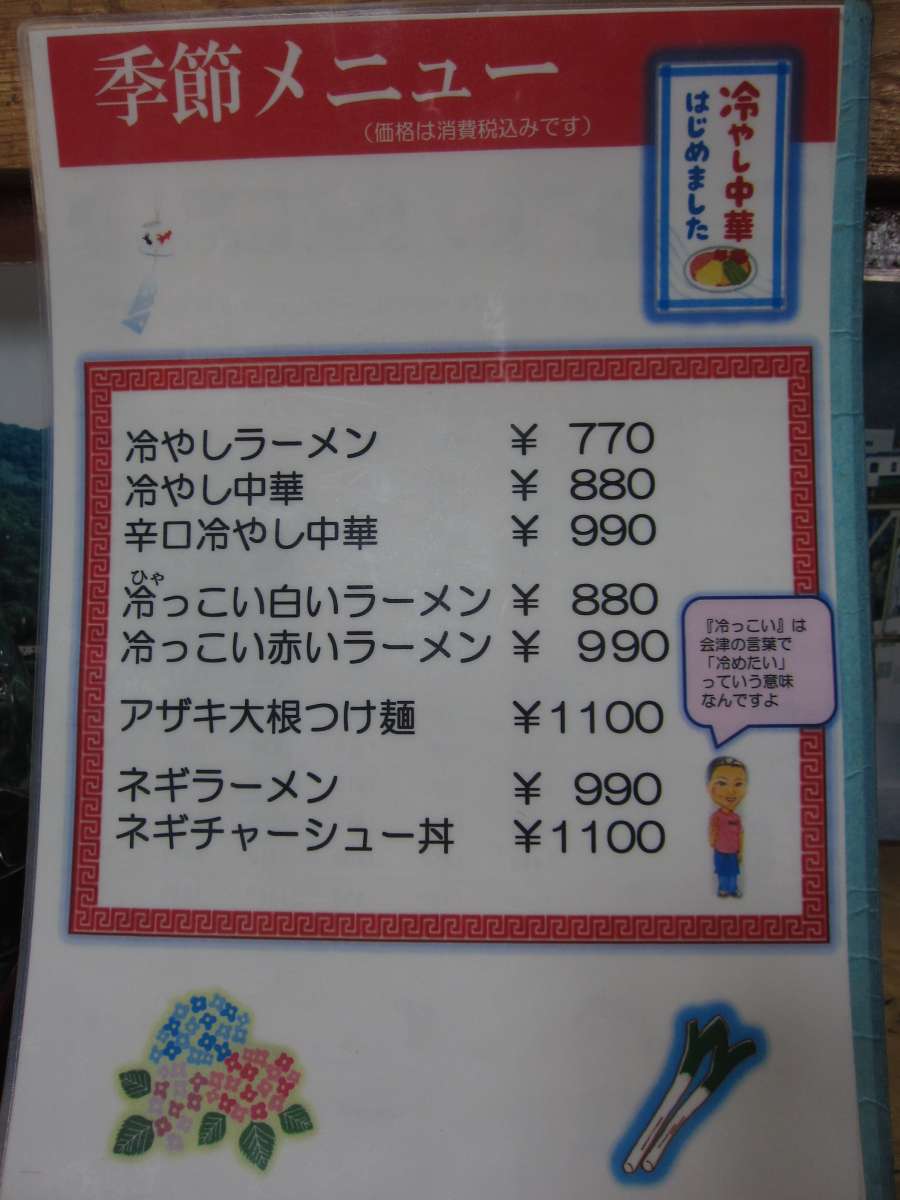 季節メニュー
（価格は消費税込みです）
冷やし中華
はじめました
冷やしラーメン ¥ 770
冷やし中華 ¥ 880
辛口冷やし中華 ¥ 990
ひゃ
冷っこい白いラーメン ¥ 880
冷っこい赤いラーメン ¥ 990
『冷っこい』は
会津の言葉で
「冷めたい」
っていう意味
なんですよ
アザキ大根つけ麺 ¥1100
ネギラーメン ¥ 990
ネギチャーシュー丼 ¥1100